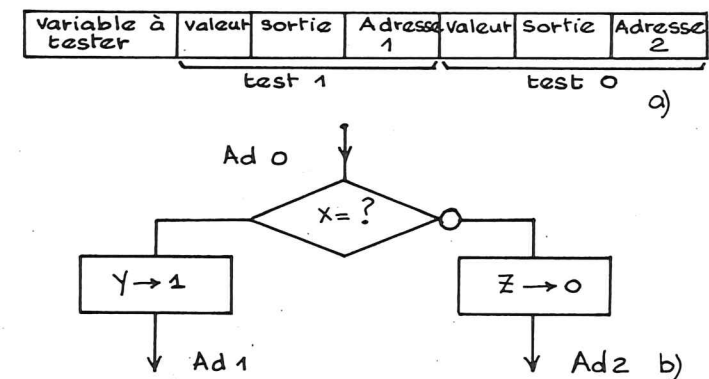 variable à tester valeur sortie Adresse 1 valeur sortie Adresse 2
test 1 test 0
a)
Ad 0
X = ?
Y → 1 Z → 0
Ad 1 Ad 2 b)